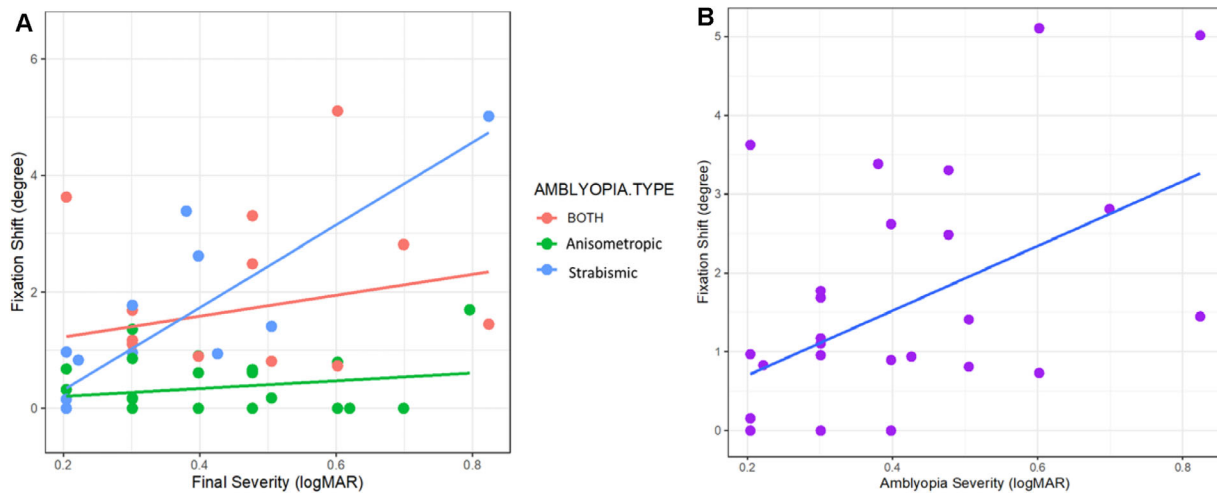 A
6
4
2
0
Fixation Shift (degree)
0.2
0.4
0.6
0.8
Final Severity (logMAR)
AMBLYOPIA.TYPE
BOTH
Anisometropic
Strabismic
B
5
4
3
2
1
0
Fixation Shift (degree)
0.2
0.4
0.6
0.8
Amblyopia Severity (logMAR)